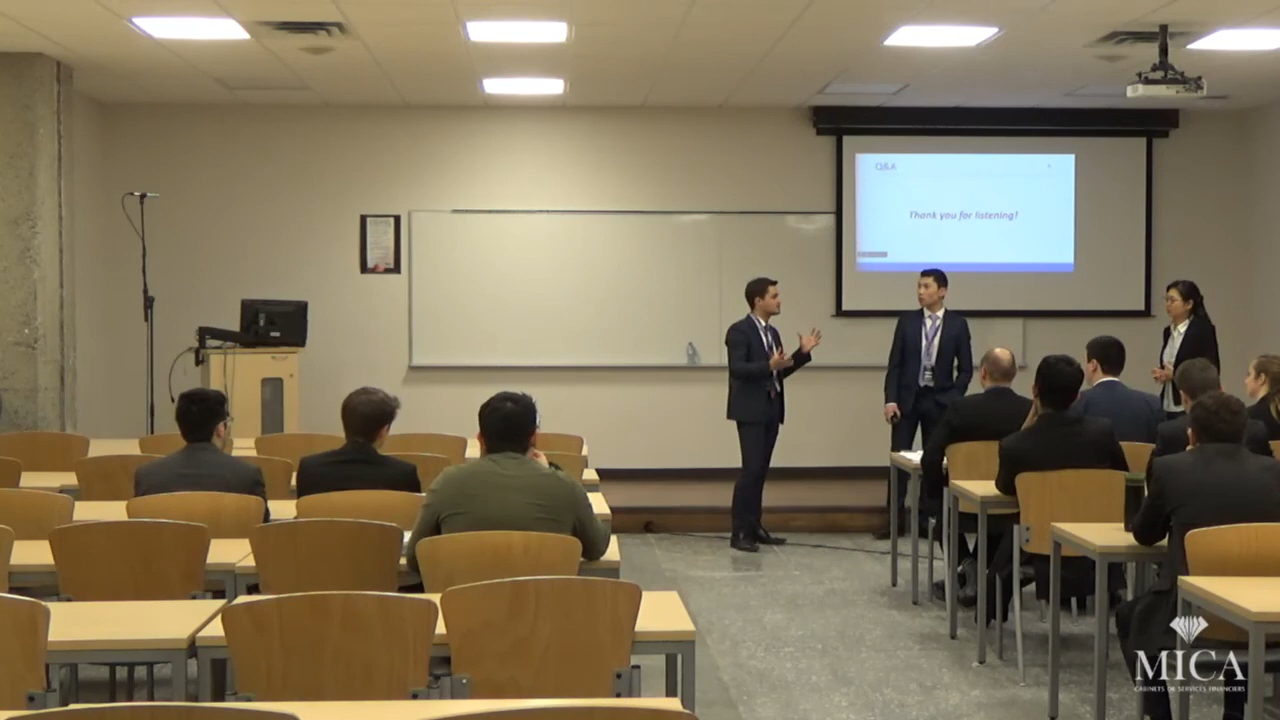 Q&A
Thank you for listening!
MICA
CABINETS DE SERVICES FINANCIERS